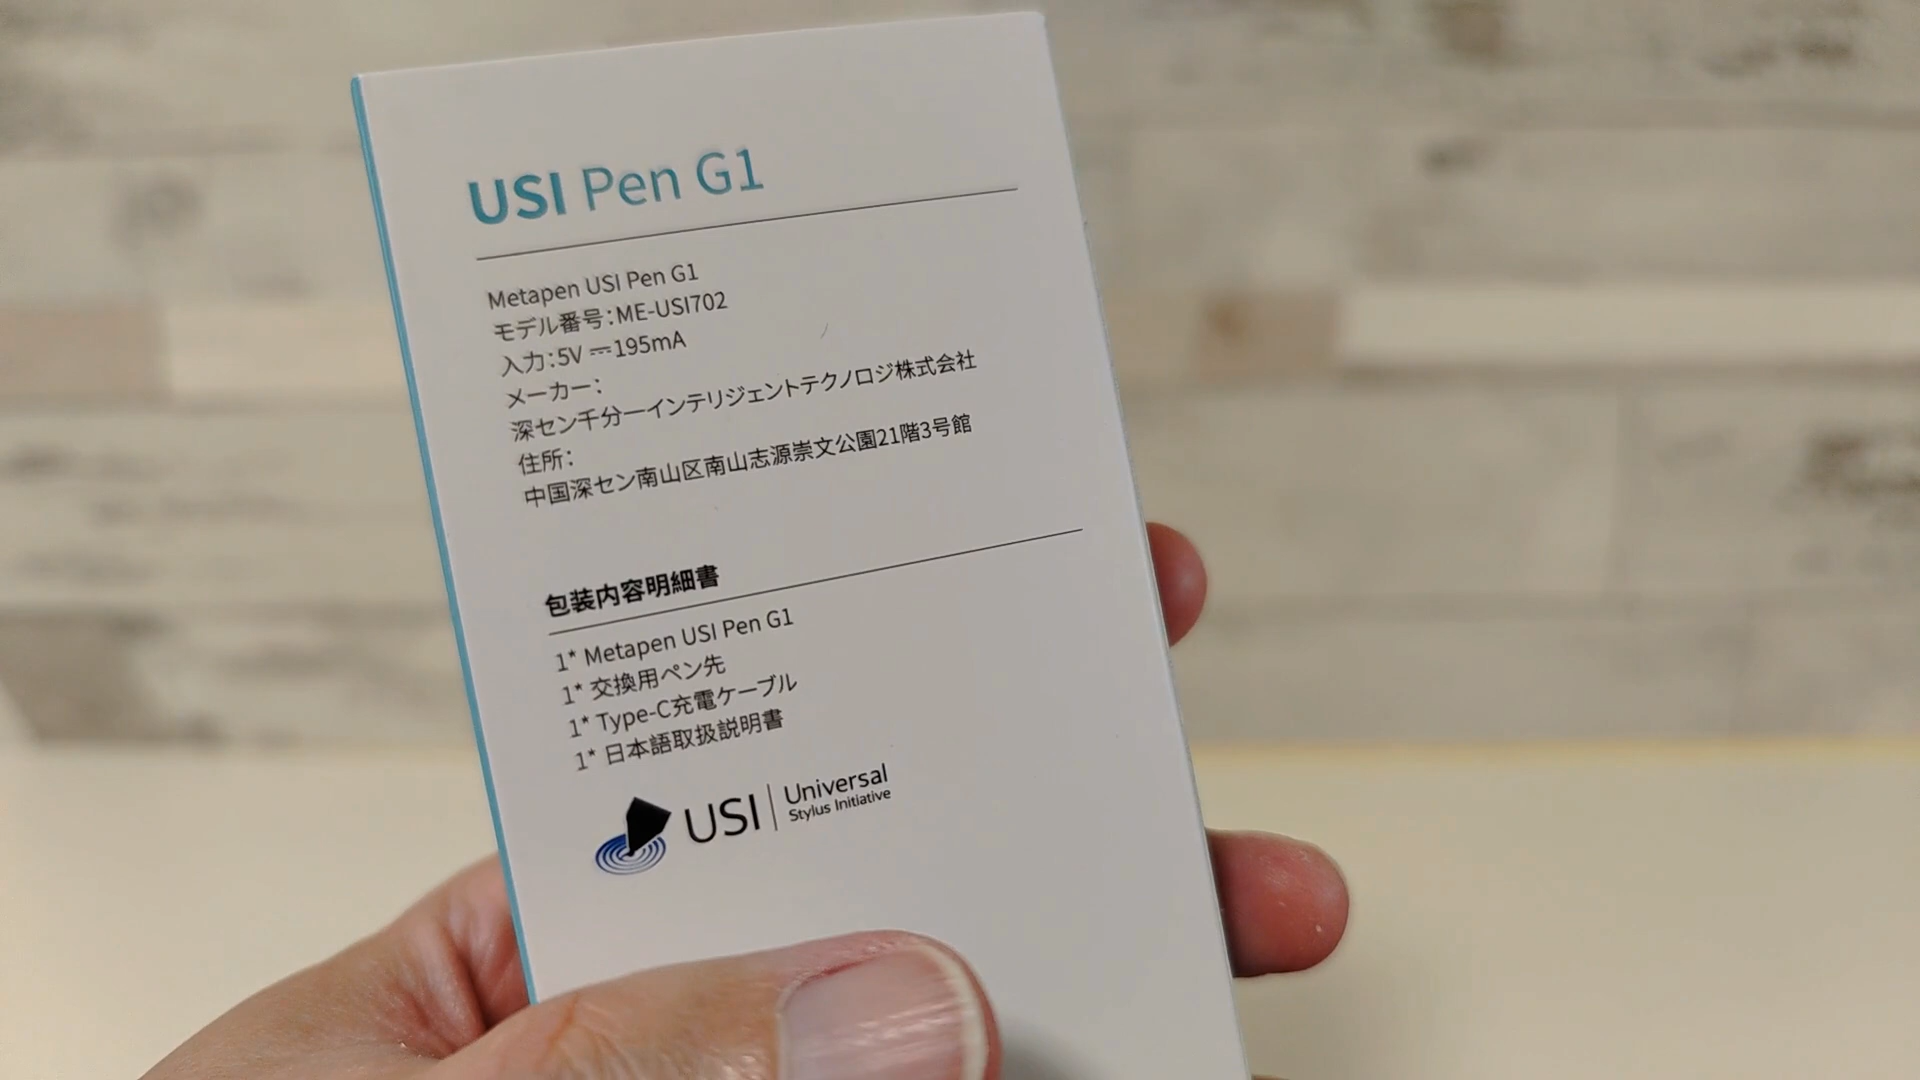 USI Pen G1
Metapen USI Pen G1
モデル番号：ME-USI702
入力：5V ⎓195mA
メーカー：
深セン千分一インテリジェントテクノロジ株式会社
住所：
中国深セン南山区南山志源崇文公園21階3号館
包装内容明細書
1* Metapen USI Pen G1
1* 交換用ペン先
1* Type-C充電ケーブル
1* 日本語取扱説明書
USI Universal
Stylus Initiative